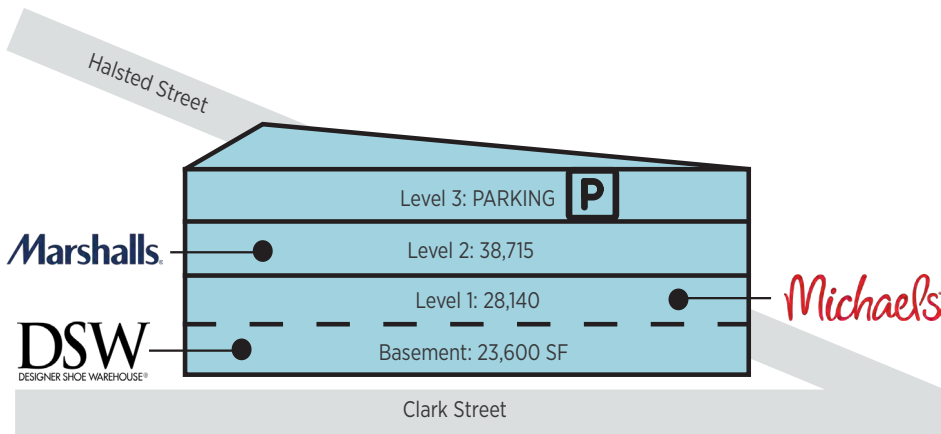 Halsted Street
Level 3: PARKING
P
Marshalls.
Level 2: 38,715
Level 1: 28,140
Michaels
DSW
DESIGNER SHOE WAREHOUSE®
Basement: 23,600 SF
Clark Street